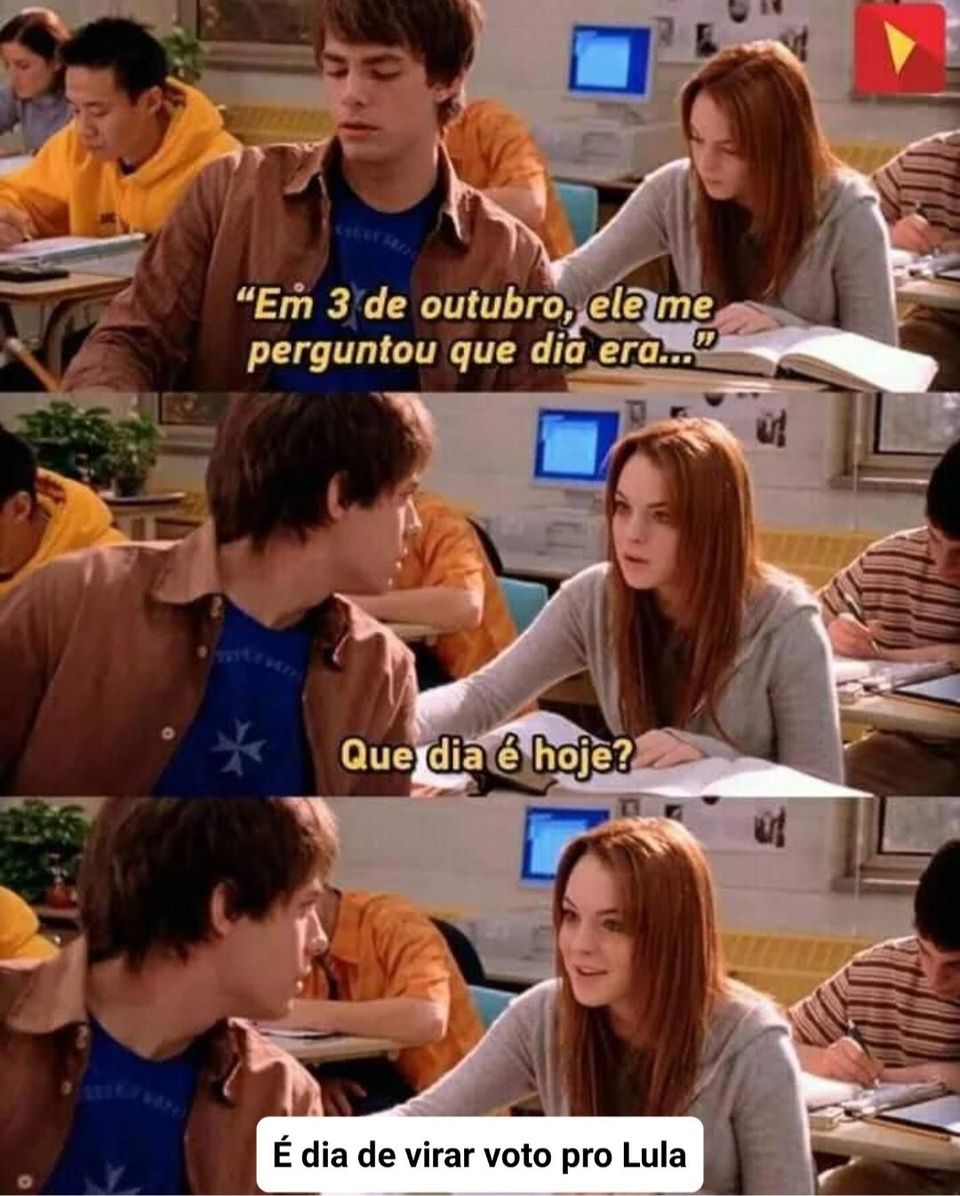 “Em 3 de outubro, ele me
perguntou que dia era...”
Que dia é hoje?
É dia de virar voto pro Lula